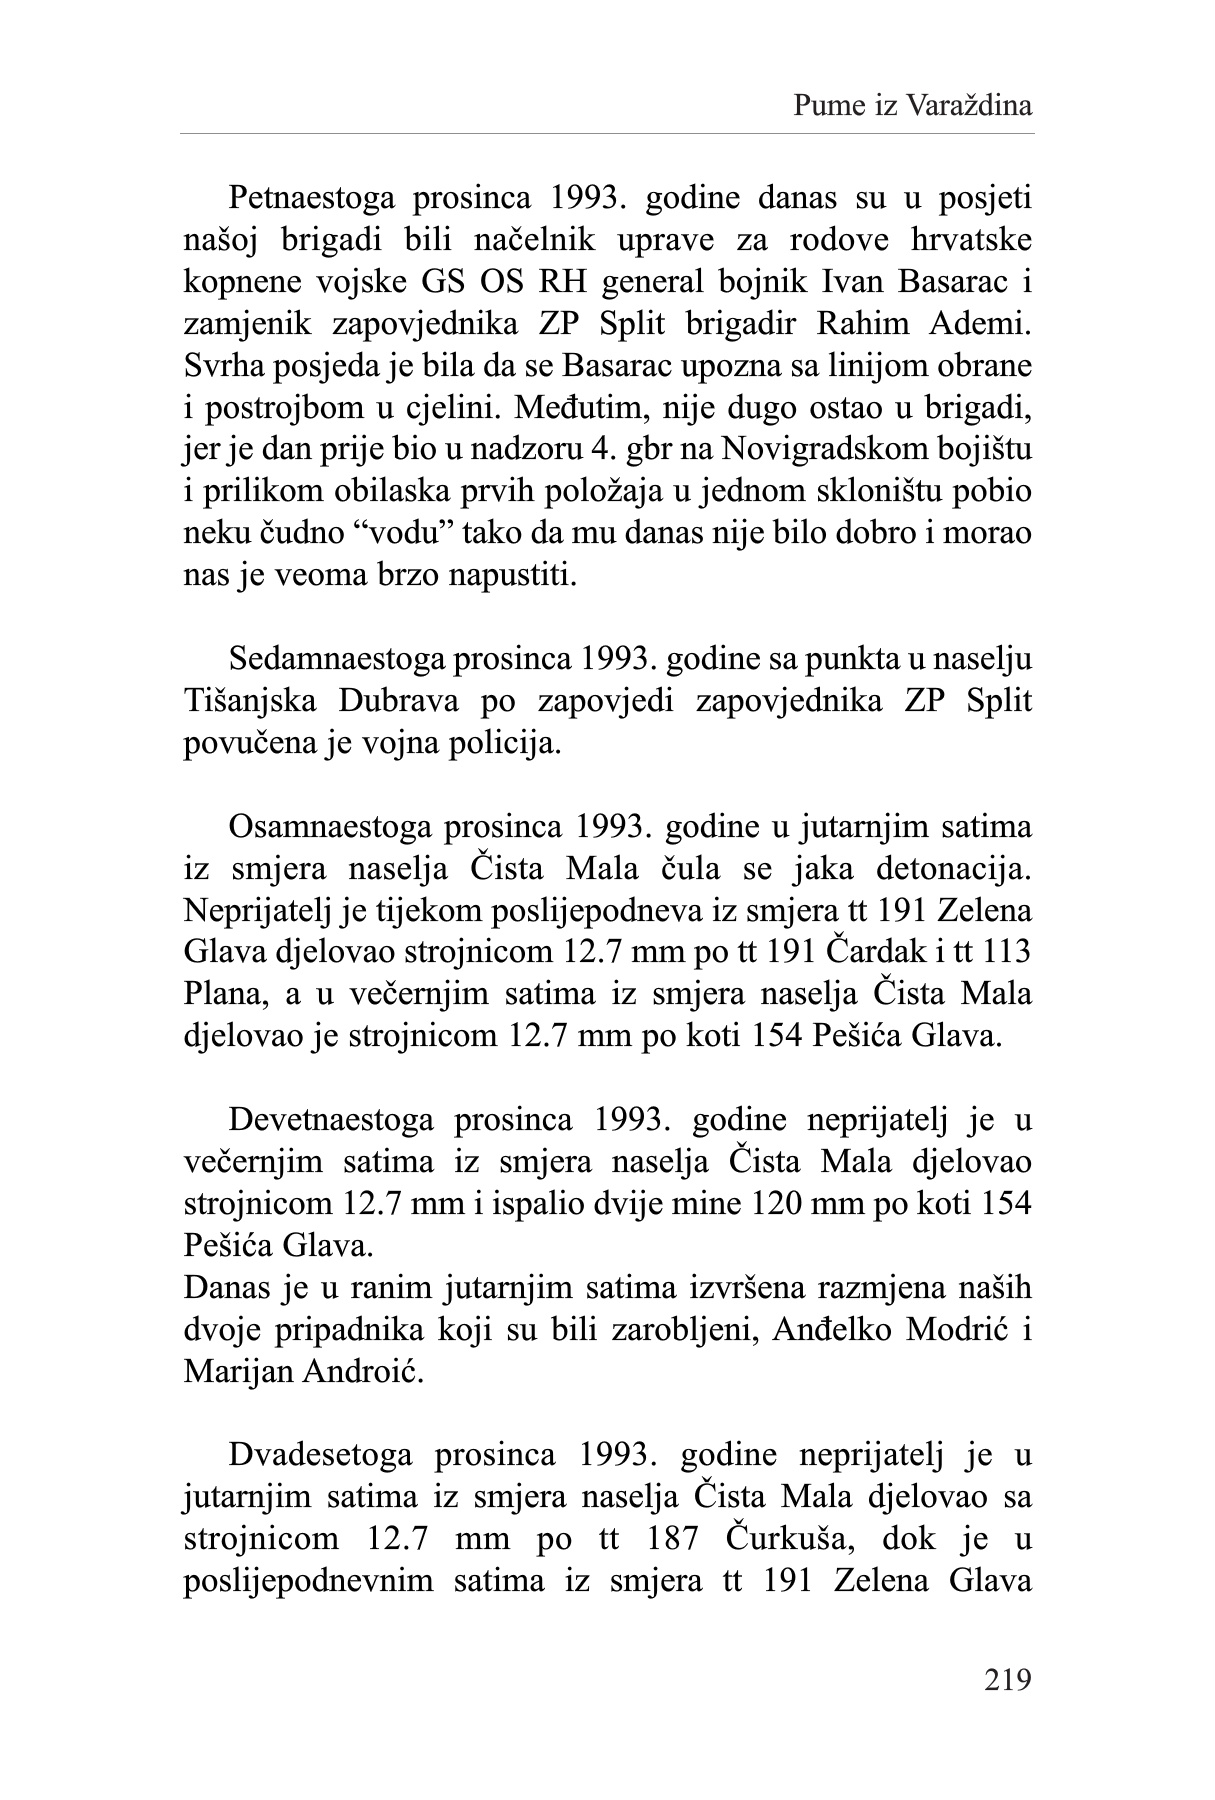 Pume iz Varaždina
Petnaestoga prosinca 1993. godine danas su u posjeti
našoj brigadi bili načelnik uprave za rodove hrvatske
kopnene vojske GS OS RH general bojnik Ivan Basarac i
zamjenik zapovjednika ZP Split brigadir Rahim Ademi.
Svrha posjeda je bila da se Basarac upozna sa linijom obrane
i postrojbom u cjelini. Međutim, nije dugo ostao u brigadi,
jer je dan prije bio u nadzoru 4. gbr na Novigradskom bojištu
i prilikom obilaska prvih položaja u jednom skloništu pobio
neku čudno “vodu” tako da mu danas nije bilo dobro i morao
nas je veoma brzo napustiti.
Sedamnaestoga prosinca 1993. godine sa punkta u naselju
Tišanjska Dubrava po zapovjedi zapovjednika ZP Split
povučena je vojna policija.
Osamnaestoga prosinca 1993. godine u jutarnjim satima
iz smjera naselja Čista Mala čula se jaka detonacija.
Neprijatelj je tijekom poslijepodneva iz smjera tt 191 Zelena
Glava djelovao strojnicom 12.7 mm po tt 191 Čardak i tt 113
Plana, a u večernjim satima iz smjera naselja Čista Mala
djelovao je strojnicom 12.7 mm po koti 154 Pešića Glava.
Devetnaestoga prosinca 1993. godine neprijatelj je u
večernjim satima iz smjera naselja Čista Mala djelovao
strojnicom 12.7 mm i ispalio dvije mine 120 mm po koti 154
Pešića Glava.
Danas je u ranim jutarnjim satima izvršena razmjena naših
dvoje pripadnika koji su bili zarobljeni, Anđelko Modrić i
Marijan Androić.
Dvadesetoga prosinca 1993. godine neprijatelj je u
jutarnjim satima iz smjera naselja Čista Mala djelovao sa
strojnicom 12.7 mm po tt 187 Čurkuša, dok je u
poslijepodnevnim satima iz smjera tt 191 Zelena Glava
219